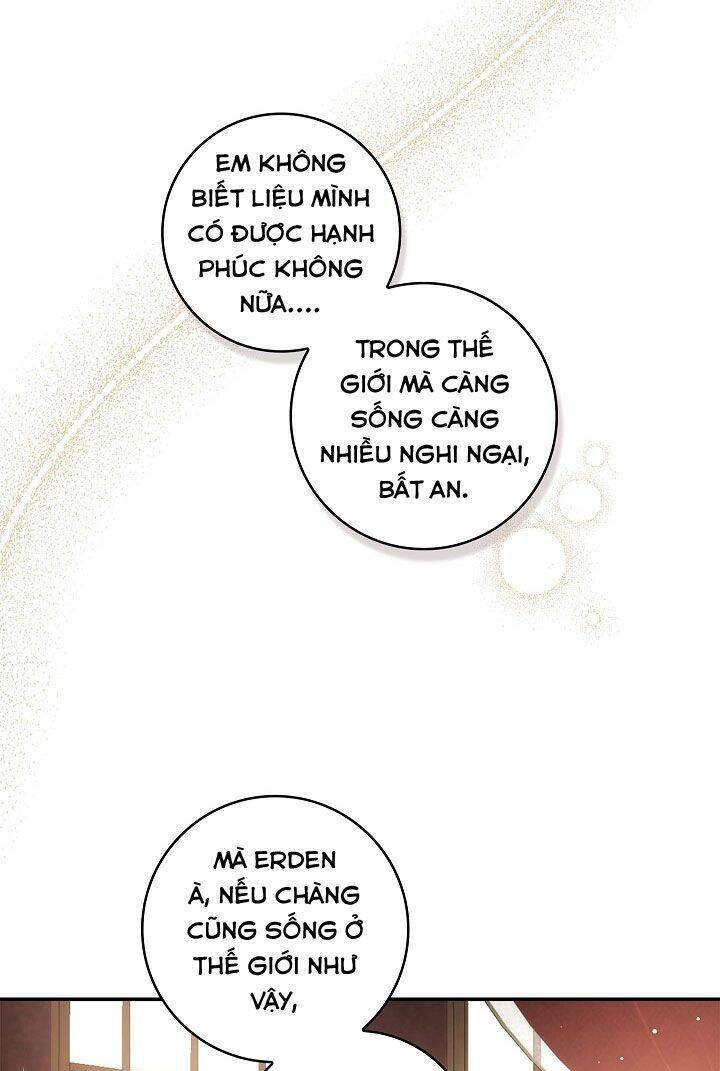 EM KHÔNG
BIẾT LIỆU MÌNH
CÓ ĐƯỢC HẠNH
PHÚC KHÔNG
NỮA....
TRONG THẾ
GIỚI MÀ CÀNG
SỐNG CÀNG
NHIỀU NGHI NGẠI,
BẤT AN.
MÀ ERDEN
À, NẾU CHÀNG
CŨNG SỐNG Ở
THẾ GIỚI NHƯ
VẬY,